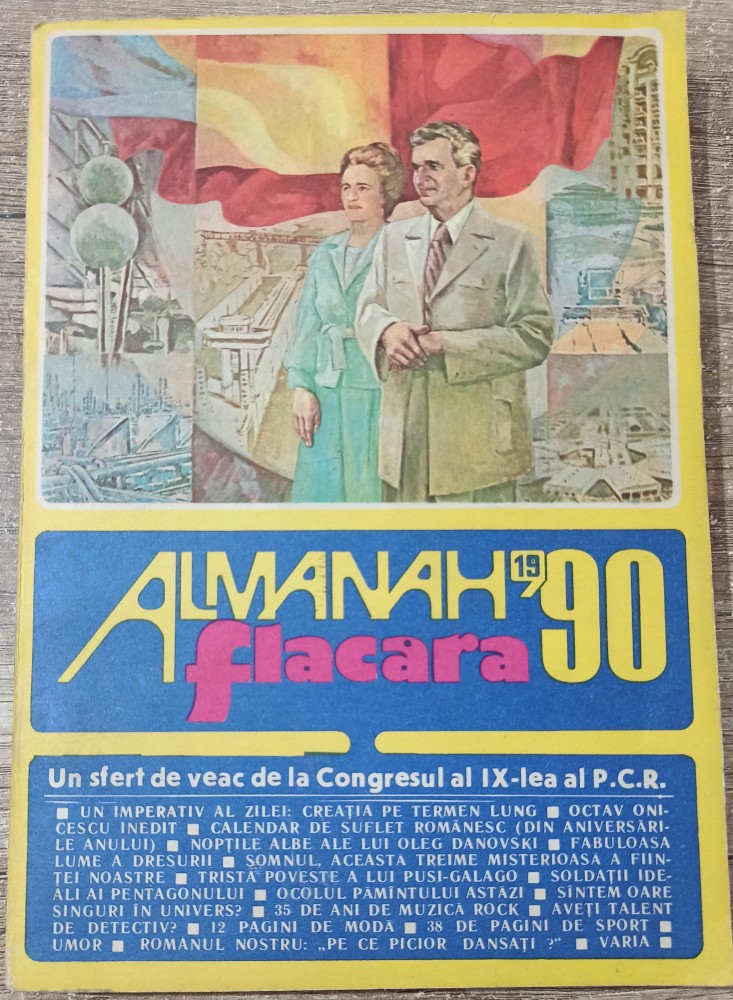 ALMANAH 19'90
flacara
Un sfert de veac de la Congresul al IX-lea al P.C.R.
■ UN IMPERATIV AL ZILEI: CREAȚIA PE TERMEN LUNG ■ OCTAV ONI-
CESCU INEDIT ■ CALENDAR DE SUFLET ROMÂNESC (DIN ANIVERSĂRI-
LE ANULUI) ■ NOPȚILE ALBE ALE LUI OLEG DANOVSKI ■ FABULOASA
LUME A DRESURII ■ SOMNUL, ACEASTĂ TREIME MISTERIOASĂ A FIIN-
ȚEI NOASTRE ■ TRISTA POVESTE A LUI PUSI-GALAGO ■ SOLDAȚII IDE-
ALI AI PENTAGONULUI ■ OCOLUL PĂMÎNTULUI ASTĂZI ■ SÎNTEM OARE
SINGURI ÎN UNIVERS? ■ 35 DE ANI DE MUZICĂ ROCK ■ AVEȚI TALENT
DE DETECTIV? ■ 12 PAGINI DE MODĂ ■ 38 DE PAGINI DE SPORT ■
UMOR ■ ROMANUL NOSTRU: „PE CE PICIOR DANSAȚI ?" ■ VARIA ■